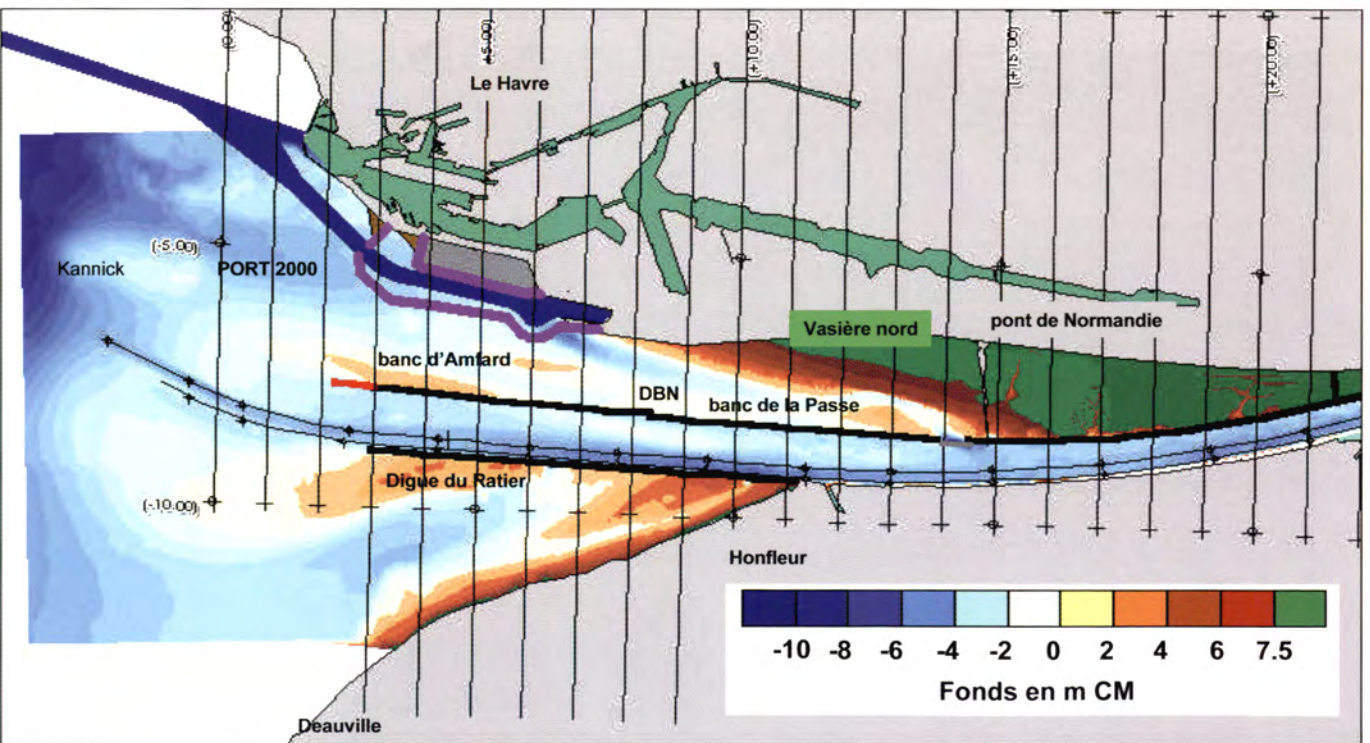 (0.00)
(+5.00)
(+10.00)
(+15.00)
(+20.00)
Le Havre
(-5.00)
Kannick
PORT 2000
Vasière nord
pont de Normandie
banc d'Amfard
DBN
banc de la Passe
Digue du Ratier
(-10.00)
Honfleur
-10 -8 -6 -4 -2 0 2 4 6 7.5
Fonds en m CM
Deauville